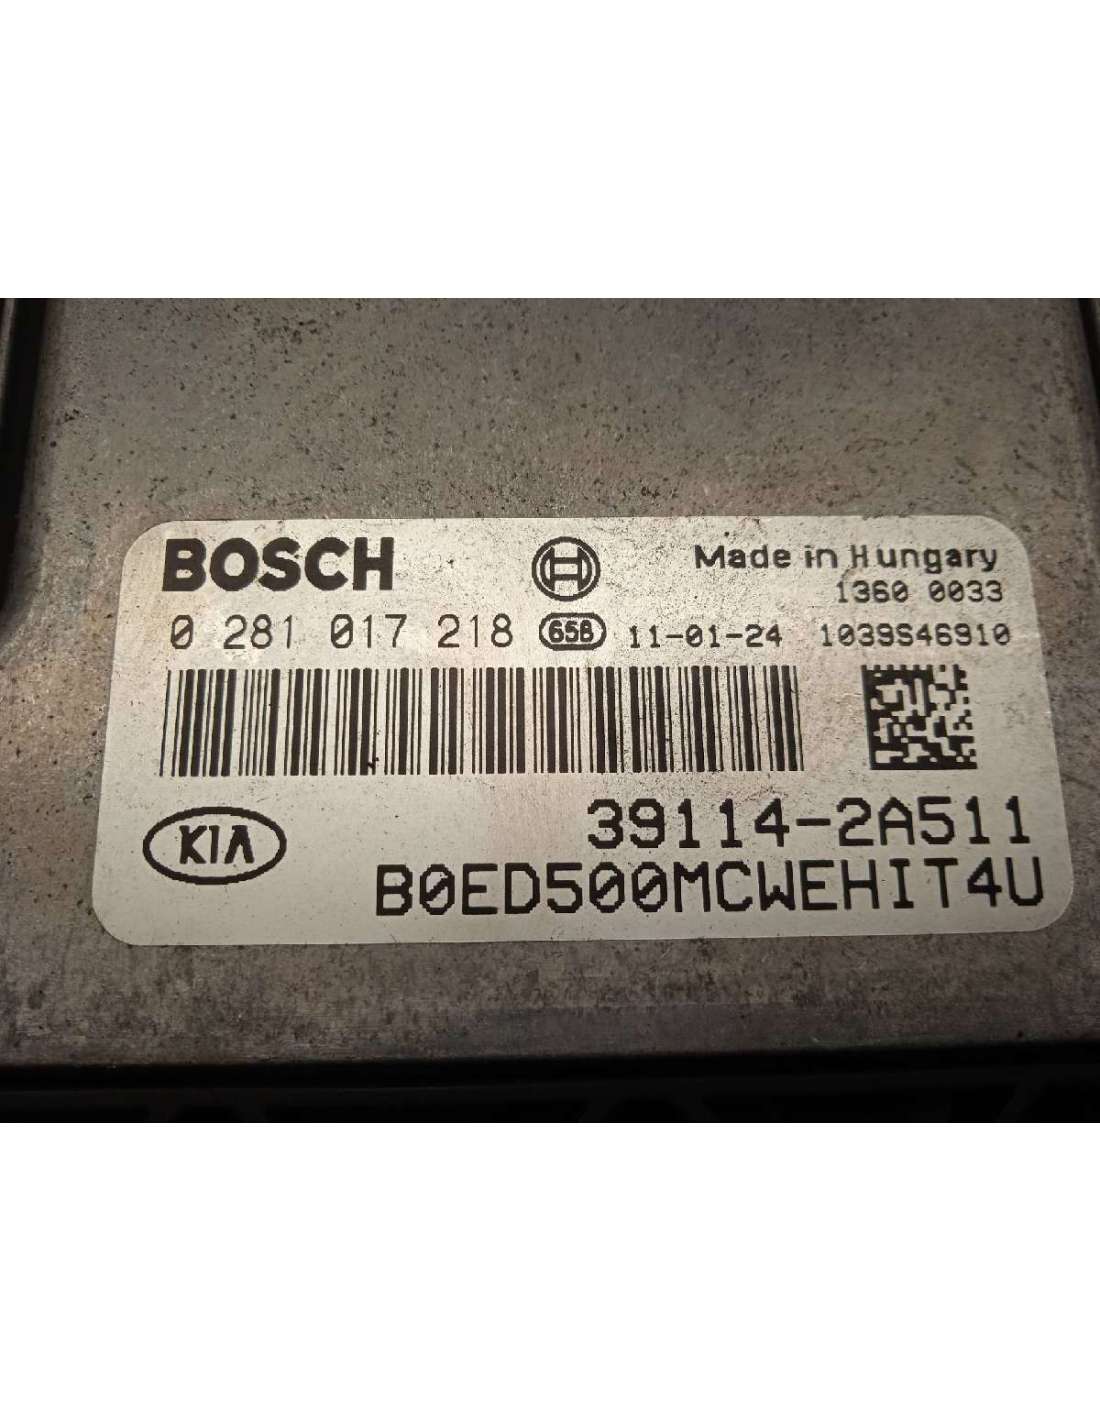 BOSCH
Made in Hungary
1360 0033
0 281 017 218 658 11-01-24 1039S46910
KIA
39114-2A511
B0ED500MCWEHIT4U